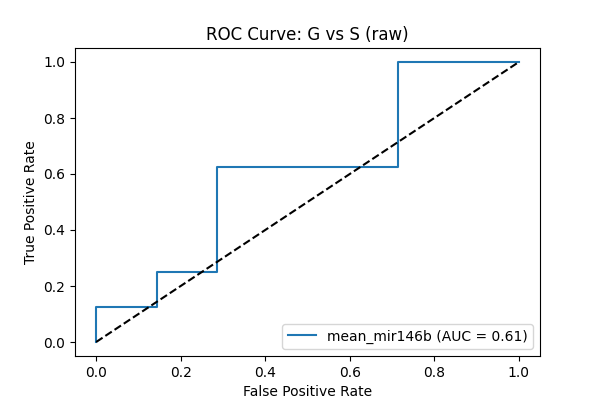 ROC Curve: G vs S (raw)
True Positive Rate
1.0
0.8
0.6
0.4
0.2
0.0
mean_mir146b (AUC = 0.61)
0.0 0.2 0.4 0.6 0.8 1.0
False Positive Rate